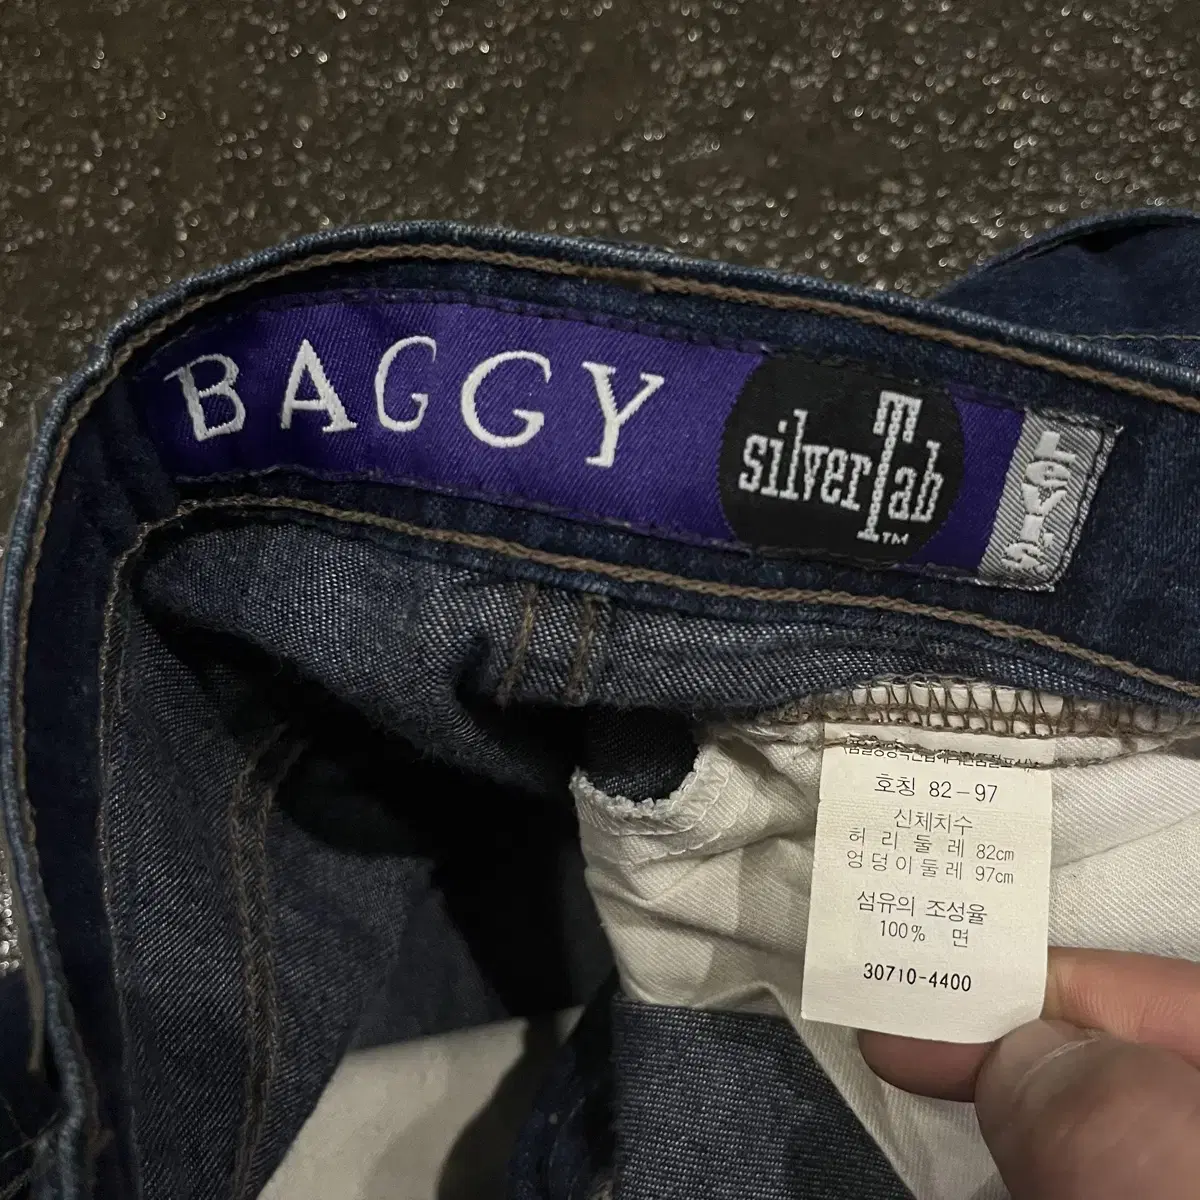 BAGGY
silverTab
TM
LEVI'S
호칭 82-97
신체치수
허 리 둘 레 82cm
엉덩이둘레 97cm
섬유의 조성율
100% 면
30710-4400